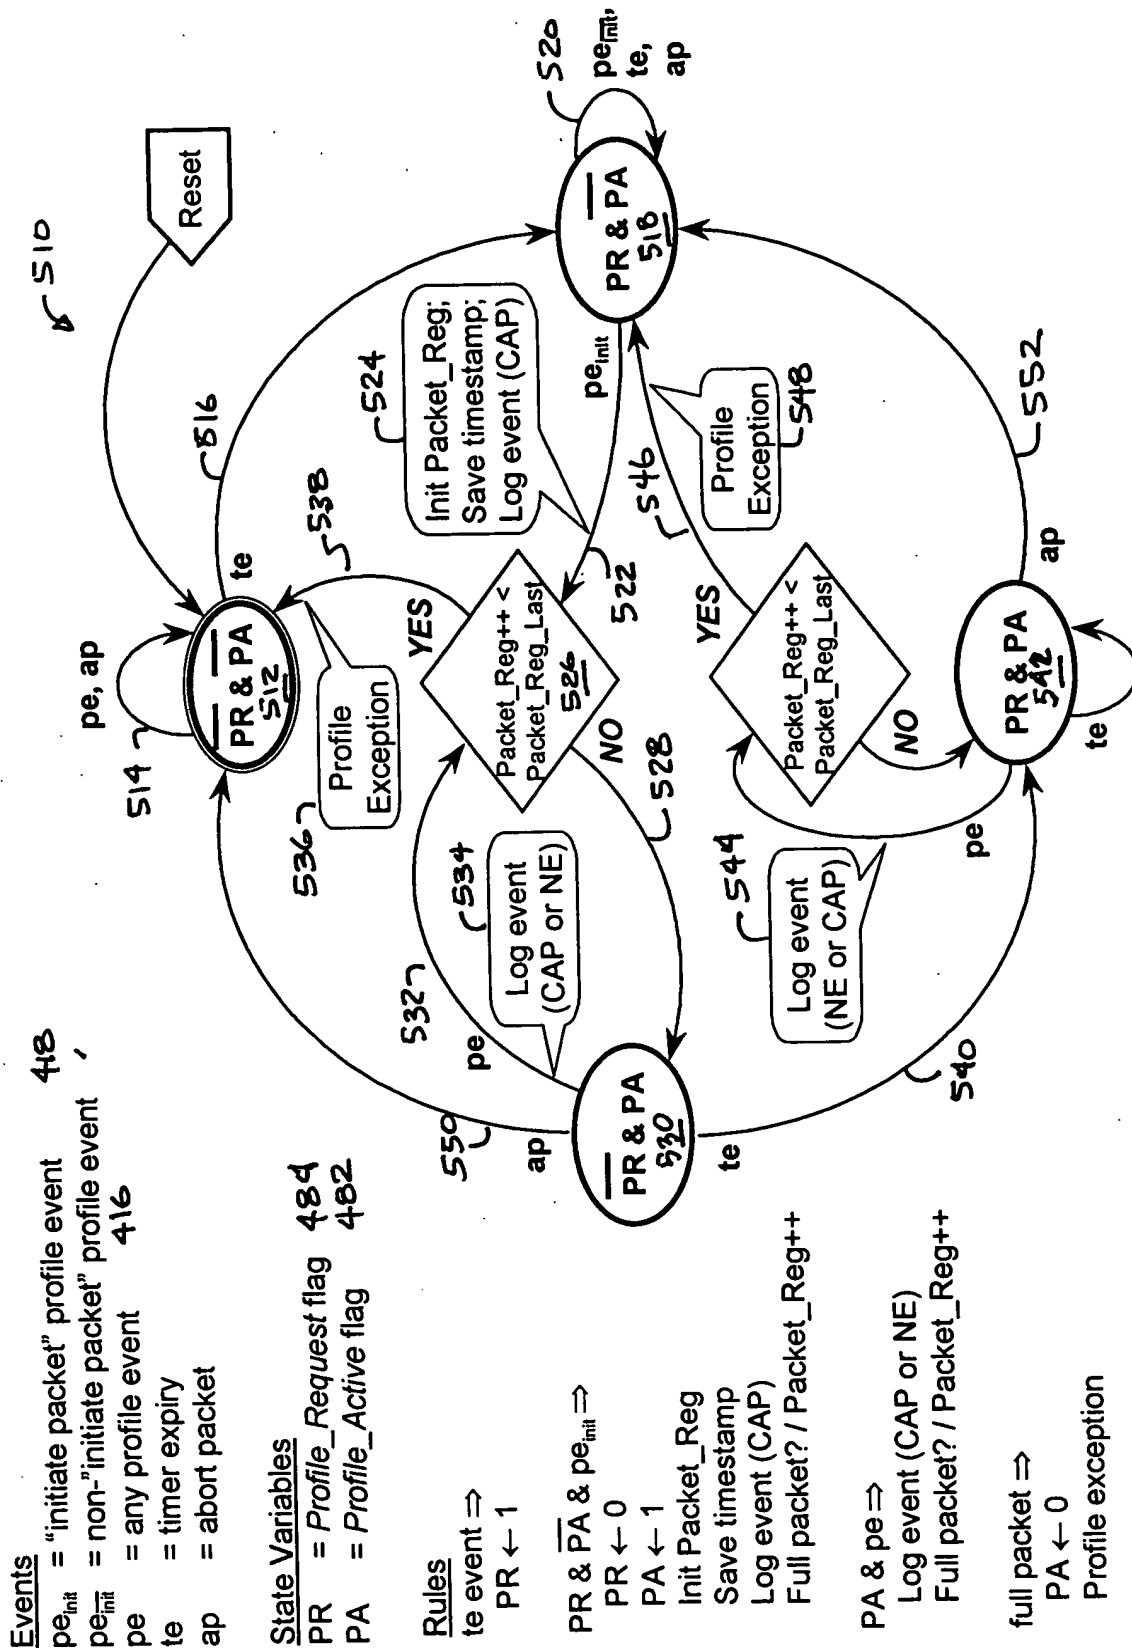 Events
pe_init = "initiate packet" profile event 418
pe_i̅n̅i̅t̅ = non-"initiate packet" profile event
pe = any profile event 416
te = timer expiry
ap = abort packet
State Variables
PR = Profile_Request flag 484
PA = Profile_Active flag 482
Rules
te event ⇒
PR ← 1
PR & P̅A̅ & pe_init ⇒
PR ← 0
PA ← 1
Init Packet_Reg
Save timestamp
Log event (CAP)
Full packet? / Packet_Reg++
PA & pe ⇒
Log event (CAP or NE)
Full packet? / Packet_Reg++
full packet ⇒
PA ← 0
Profile exception
510
Reset
pe, ap
514
P̅R̅ & P̅A̅
512
te
516
538
536
Profile
Exception
524
Init Packet_Reg;
Save timestamp;
Log event (CAP)
520
pe_i̅n̅i̅t̅,
te,
ap
PR & P̅A̅
518
pe_init
522
YES
Packet_Reg++ <
Packet_Reg_Last
526
NO
528
532
534
Log event
(CAP or NE)
pe
550
ap
P̅R̅ & PA
530
te
540
546
Profile
Exception
548
YES
Packet_Reg++ <
Packet_Reg_Last
NO
544
Log event
(NE or CAP)
pe
PR & PA
542
te
ap
552